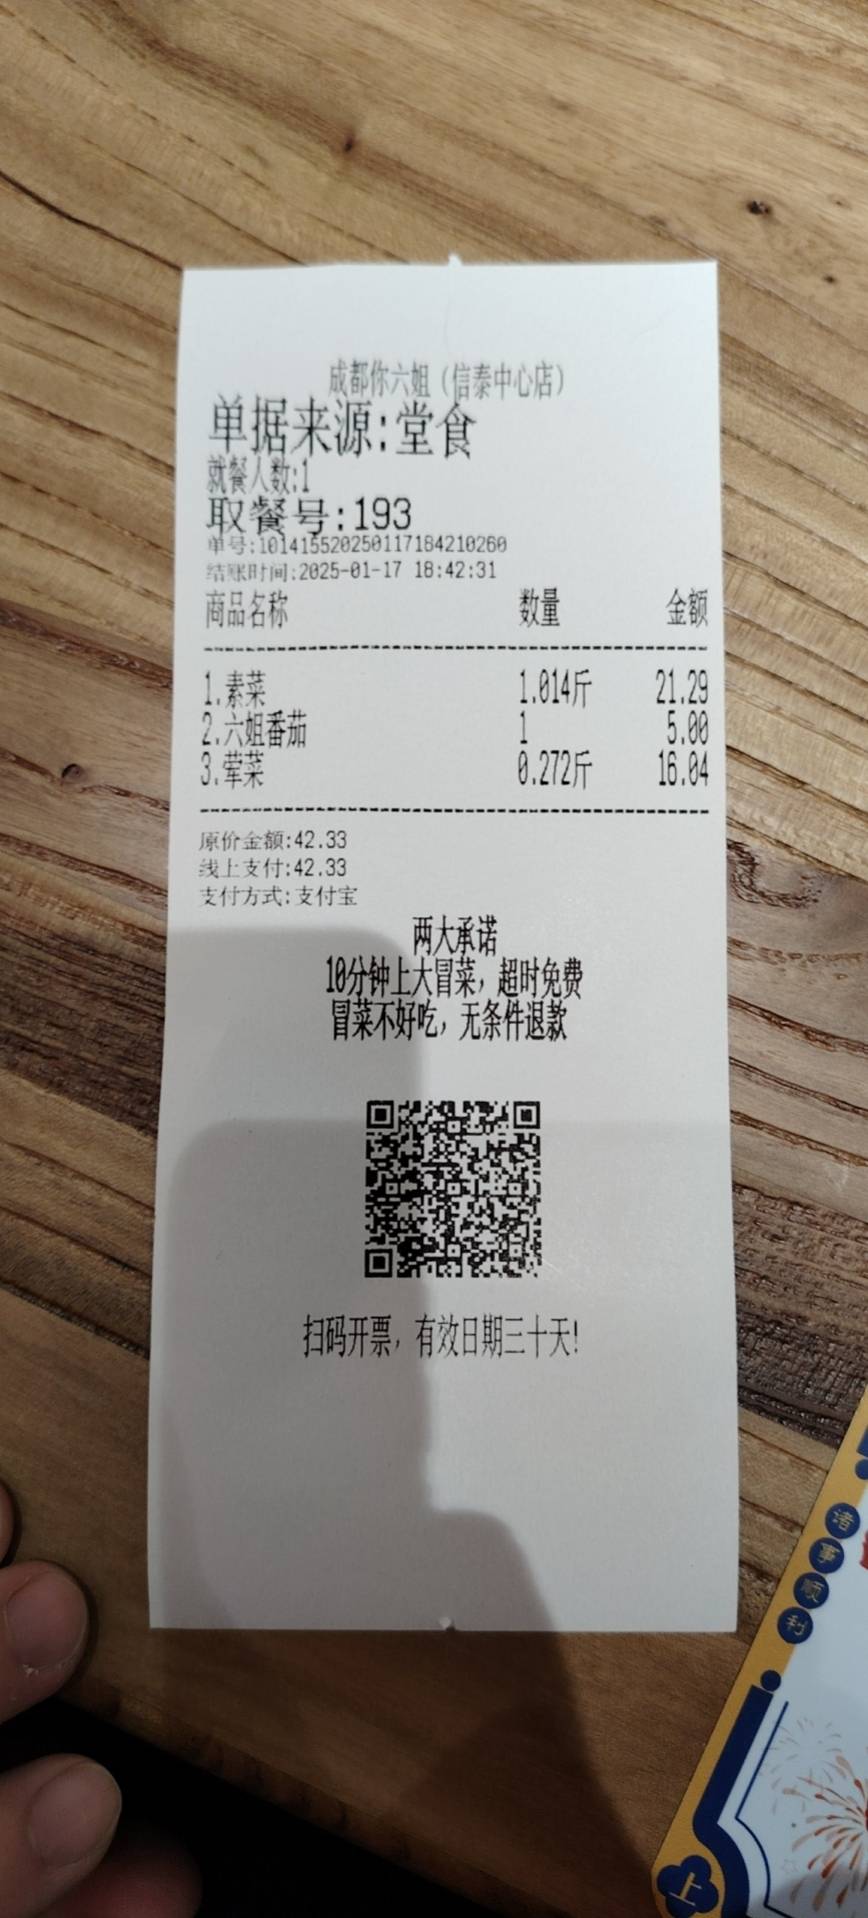 成都你六姐（信泰中心店）
单据来源:堂食
就餐人数:1
取餐号:193
单号:101415520250117184210260
结账时间:2025-01-17 18:42:31
商品名称 数量 金额
1.素菜 1.014斤 21.29
2.六姐番茄 1 5.00
3.荤菜 0.272斤 16.04
原价金额:42.33
线上支付:42.33
支付方式:支付宝
两大承诺
10分钟上大冒菜，超时免费
冒菜不好吃，无条件退款
扫码开票，有效日期三十天!
诸事顺利
上